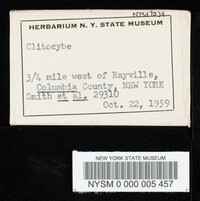 NYSf7034
HERBARIUM N. Y. STATE MUSEUM
Clitocybe
3/4 mile west of Rayville,
Columbia County, NEW YORK
Smith et al. 29310
Oct. 22, 1959
NEW YORK STATE MUSEUM
NYSM 0 000 005 457